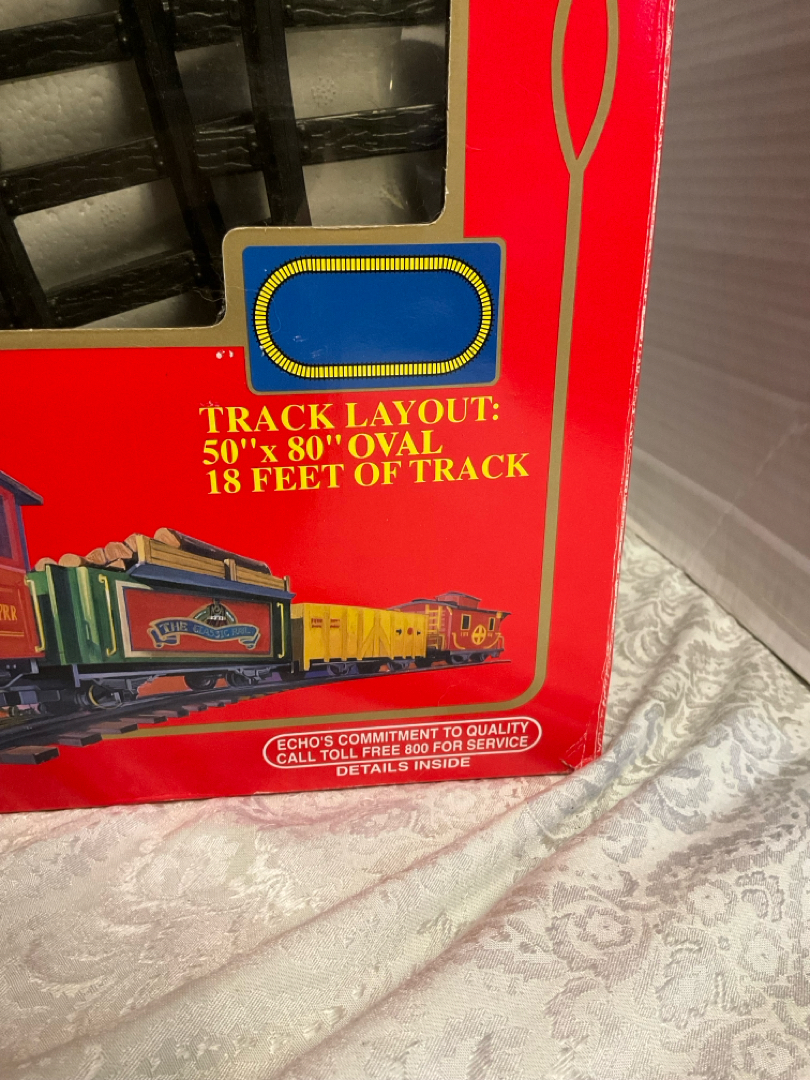 TRACK LAYOUT:
50"x 80" OVAL
18 FEET OF TRACK
THE CLASSIC RAIL
ECHO'S COMMITMENT TO QUALITY
CALL TOLL FREE 800 FOR SERVICE
DETAILS INSIDE